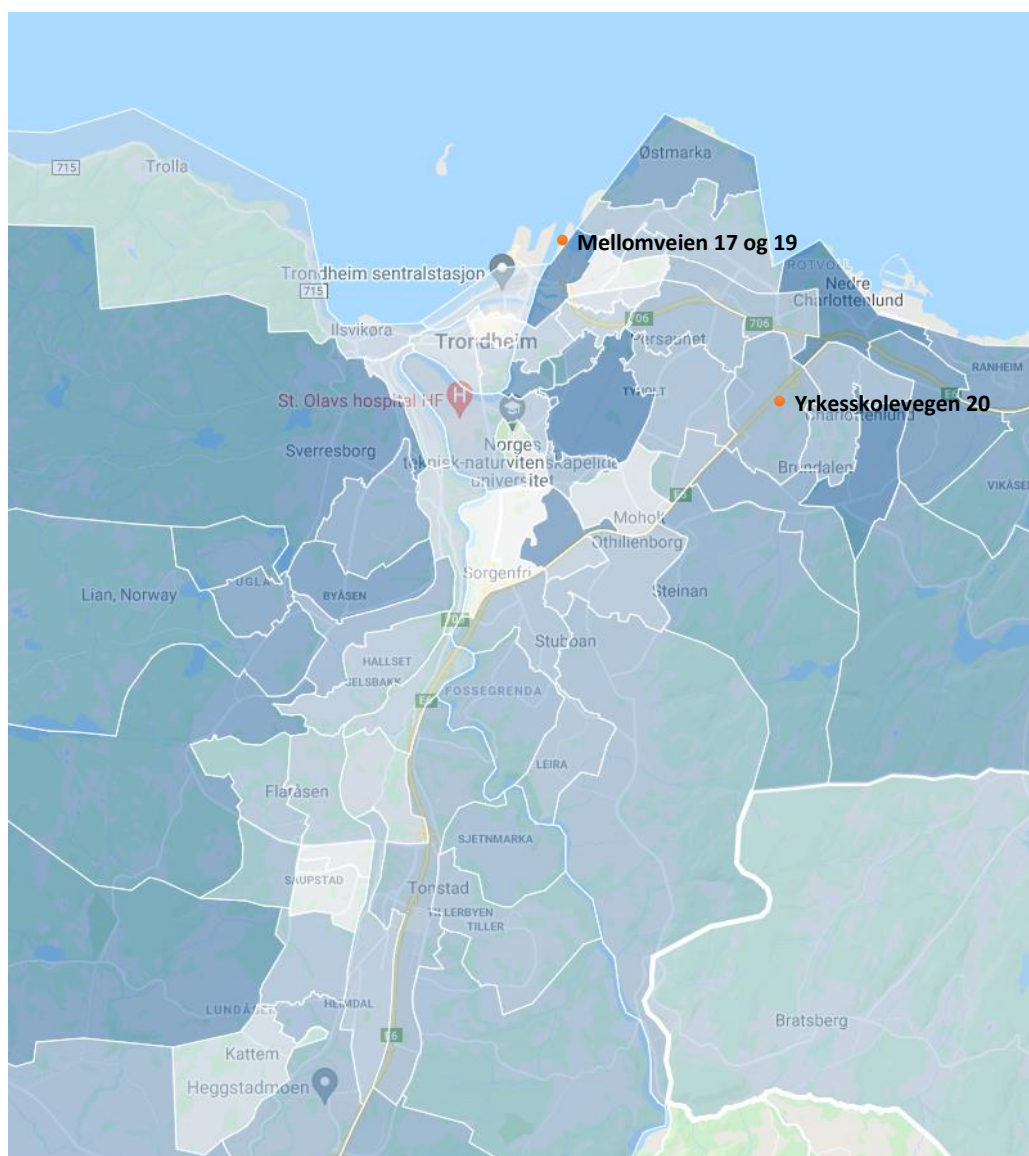 Østmarka
715
Trolla
Mellomveien 17 og 19
Trondheim sentralstasjon
ROTVOLL
Nedre
Charlottenlund
715
Ilsvikøra
706
706
Trondheim
Persaunet
RANHEIM
TYHOLT
E6
St. Olavs hospital HF
H
Yrkesskolevegen 20
Charlottenlund
Norges
teknisk-naturvitenskapelige
universitet
Sverresborg
Brundalen
VIKÅSEN
E6
Moholt
Othilienborg
Sorgenfri
Lian, Norway
BYÅSEN
Steinan
706
Stubban
HALLSET
SELSBAKK
E6
FOSSEGRENDA
LEIRA
Flatåsen
SJETNMARKA
SAUPSTAD
Tonstad
TILLERBYEN
TILLER
LUNDÅSEN
HEIMDAL
E6
Bratsberg
Kattem
Heggstadmoen